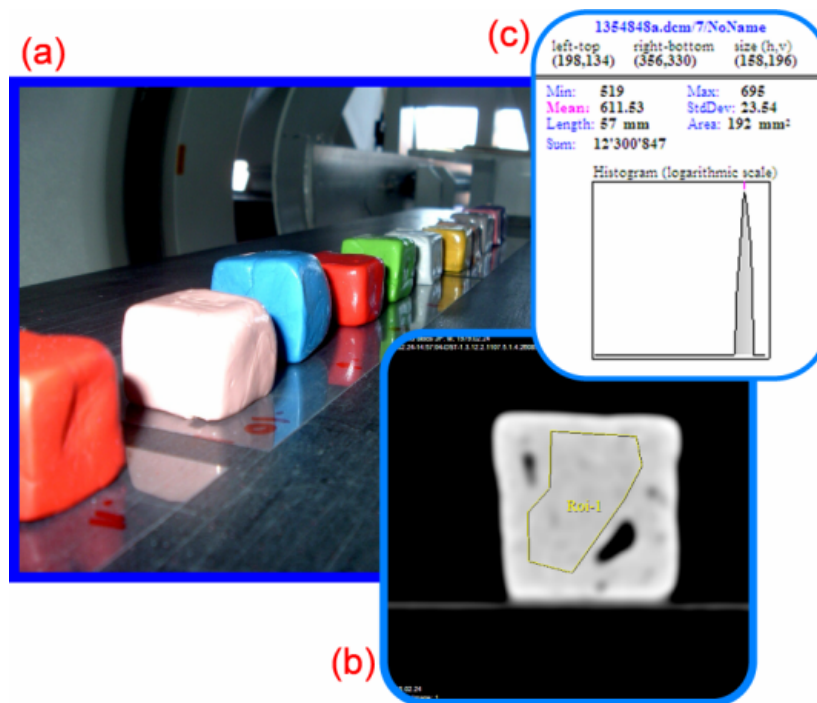 (a)
(c)
1354848a.dcm/7/NoName
left-top right-bottom size (h,v)
(198,134) (356,330) (158,196)
Min: 519 Max: 695
Mean: 611.53 StdDev: 23.54
Length: 57 mm Area: 192 mm²
Sum: 12'300'847
Histogram (logarithmic scale)
Roi-1
(b)